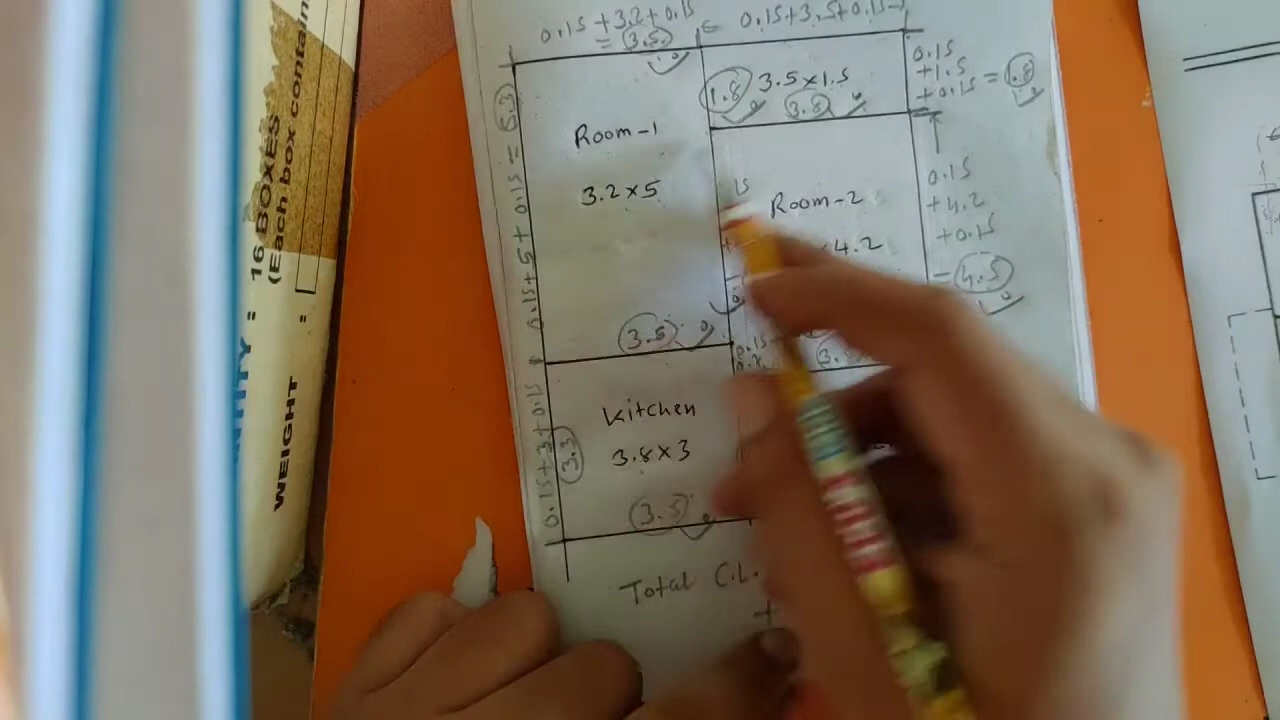 16 BOXES
(Each box contain
WEIGHT :
0.15 + 3.2 + 0.15
= 3.5
0.15 + 3.5 + 0.15
5.3
0.15 + 5 + 0.15 =
Room-1
3.2 × 5
3.5
1.8
3.5 × 1.5
3.8
0.15
+ 1.5
+ 0.15 = 1.8
Room-2
4.2
0.15
+ 4.2
+ 0.15
= 4.5
0.15 + 3 + 0.15
3.3
Kitchen
3.8 × 3
3.5
Total C.L.
+